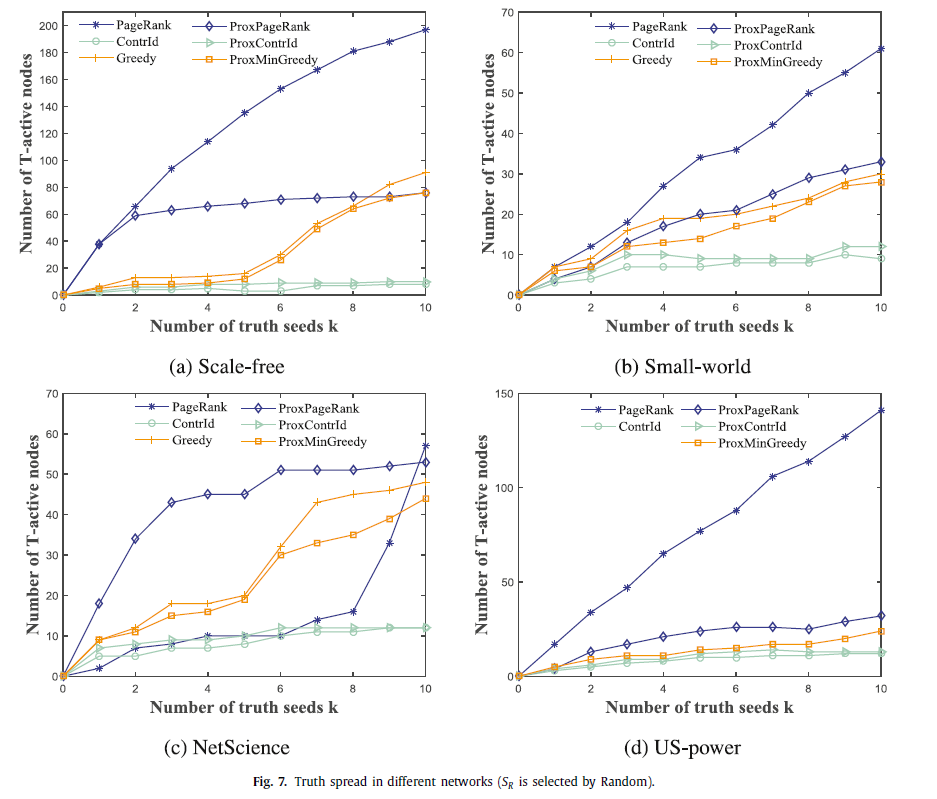 PageRank ProxPageRank
ContrId ProxContrId
Greedy ProxMinGreedy
200
180
160
140
120
100
80
60
40
20
0
Number of T-active nodes
0 2 4 6 8 10
Number of truth seeds k
(a) Scale-free
PageRank ProxPageRank
ContrId ProxContrId
Greedy ProxMinGreedy
70
60
50
40
30
20
10
0
Number of T-active nodes
0 2 4 6 8 10
Number of truth seeds k
(b) Small-world
PageRank ProxPageRank
ContrId ProxContrId
Greedy ProxMinGreedy
70
60
50
40
30
20
10
0
Number of T-active nodes
0 2 4 6 8 10
Number of truth seeds k
(c) NetScience
PageRank ProxPageRank
ContrId ProxContrId
ProxMinGreedy
150
100
50
0
Number of T-active nodes
0 2 4 6 8 10
Number of truth seeds k
(d) US-power
Fig. 7. Truth spread in different networks (S_R is selected by Random).